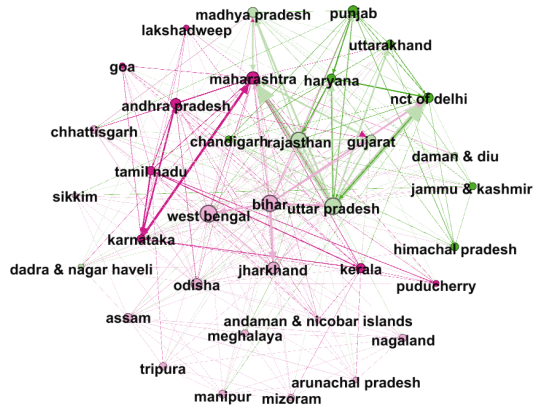 madhya pradesh
punjab
lakshadweep
uttarakhand
goa
maharashtra
haryana
nct of delhi
andhra pradesh
chhattisgarh
chandigarh
rajasthan
gujarat
daman & diu
tamil nadu
jammu & kashmir
sikkim
bihar
west bengal
uttar pradesh
karnataka
himachal pradesh
dadra & nagar haveli
jharkhand
kerala
odisha
puducherry
assam
andaman & nicobar islands
meghalaya
nagaland
tripura
arunachal pradesh
manipur
mizoram